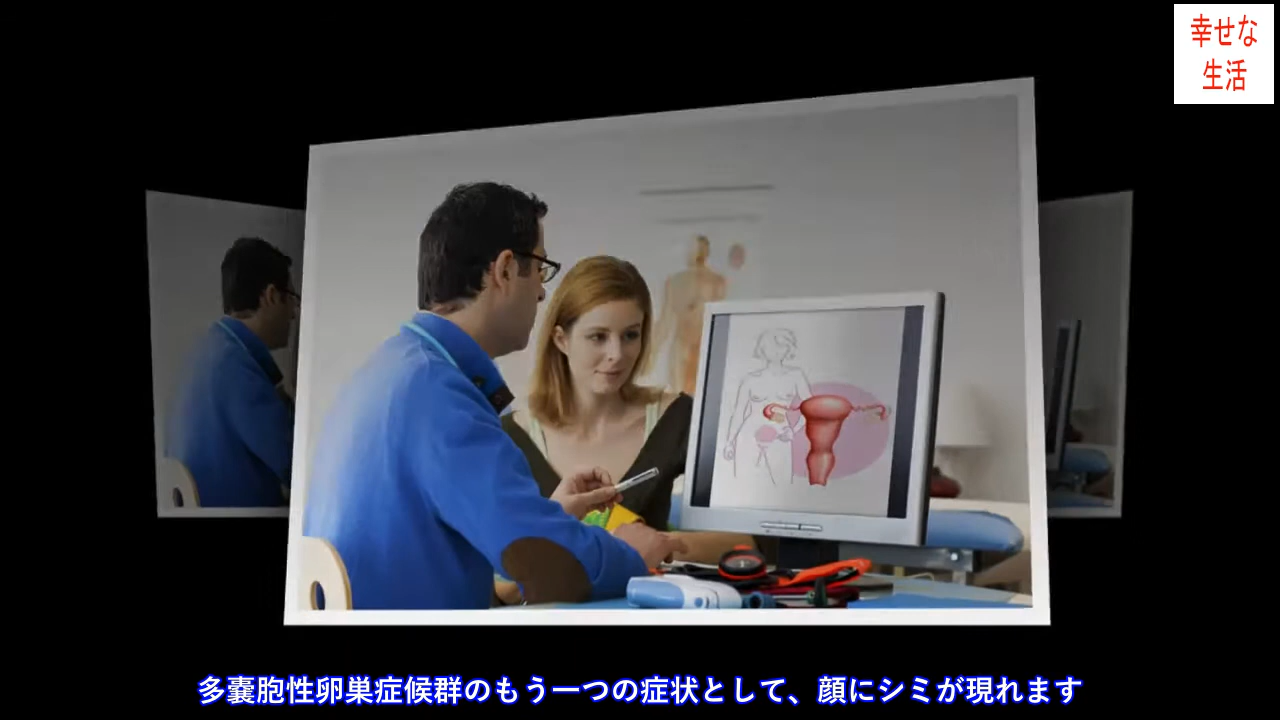 幸せな
生活
多嚢胞性卵巣症候群のもう一つの症状として、顔にシミが現れます